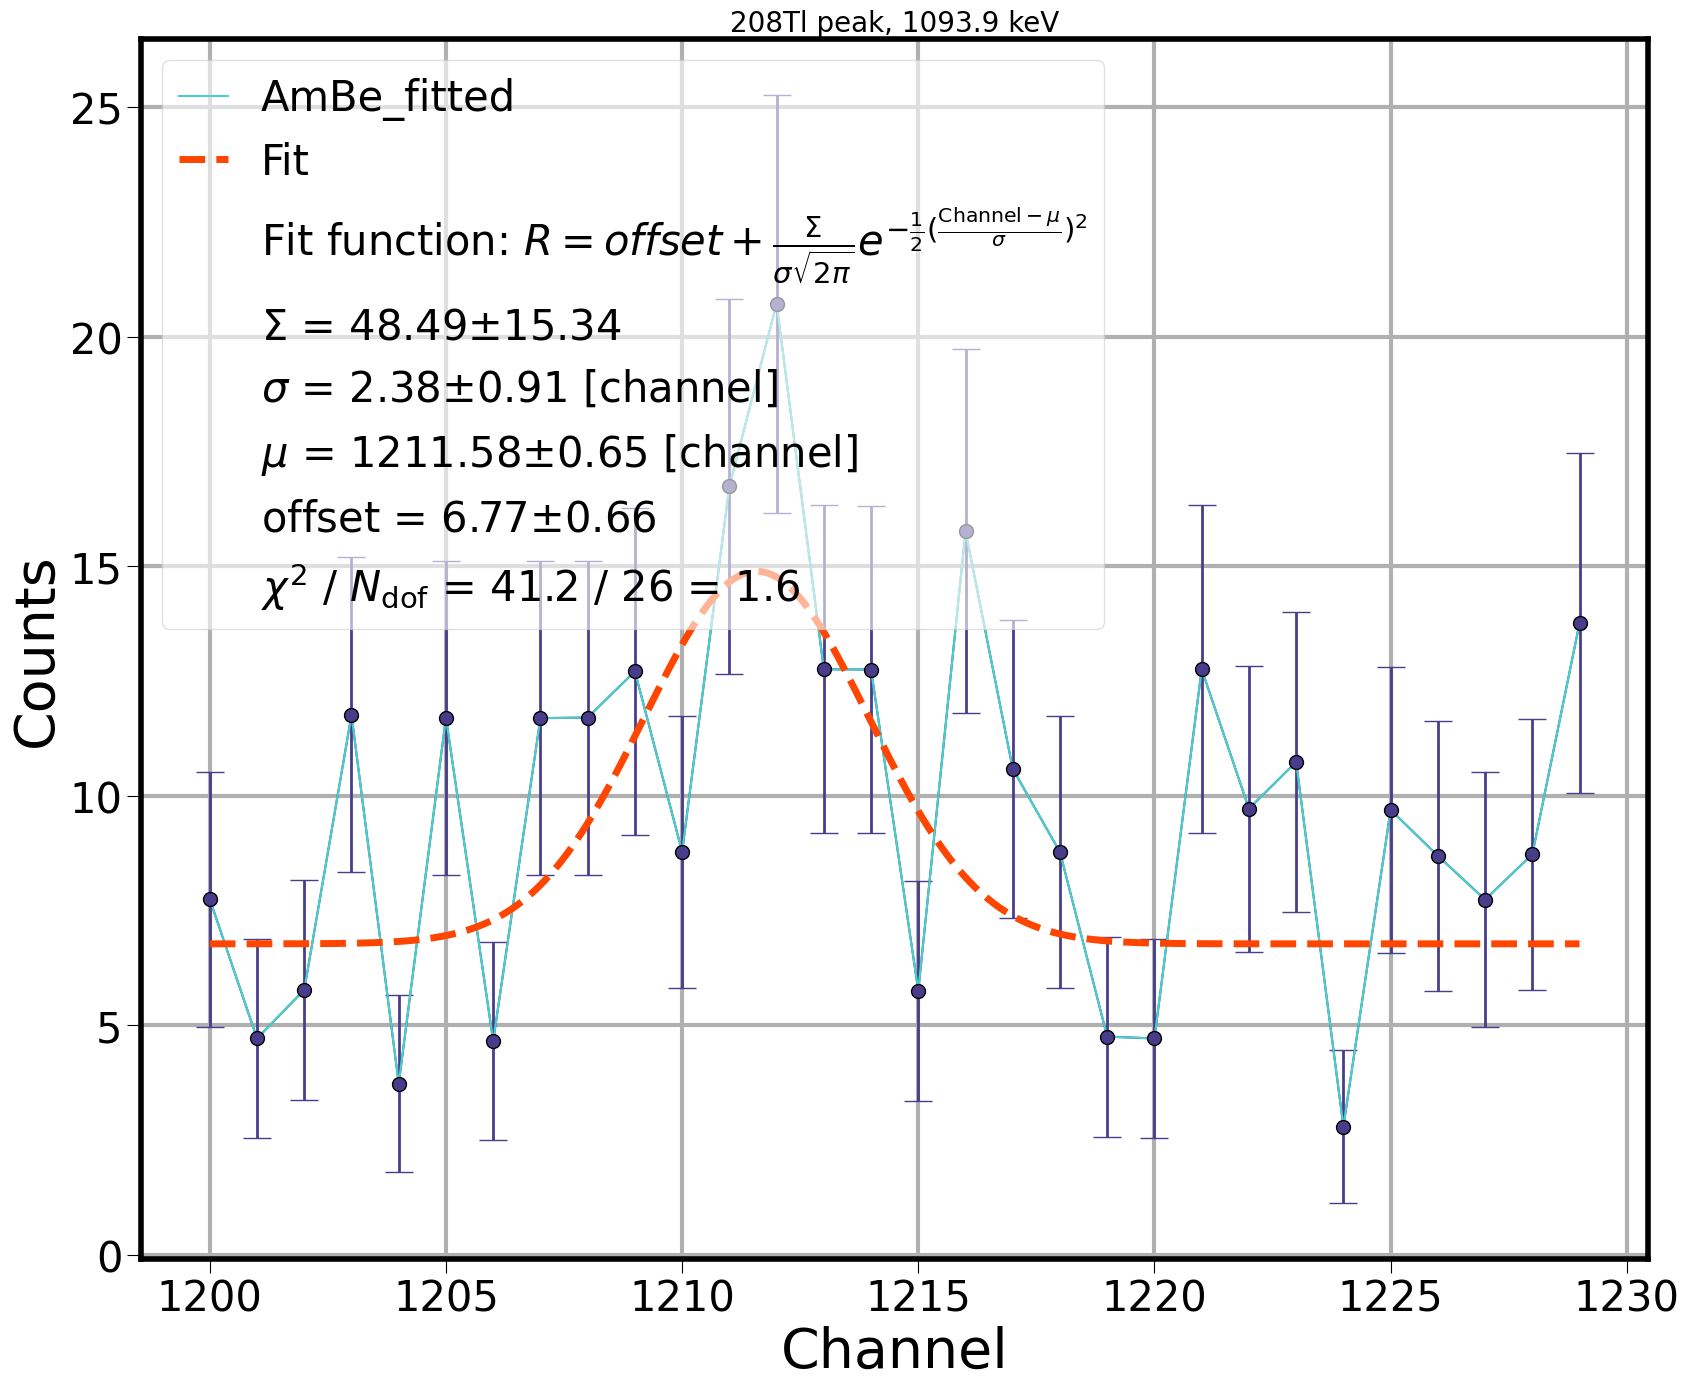 208Tl peak, 1093.9 keV
AmBe_fitted
Fit
Fit function: R = offset + Σ/(σ√2π) e^(−1/2((Channel − μ)/σ)²)
Σ = 48.49±15.34
σ = 2.38±0.91 [channel]
μ = 1211.58±0.65 [channel]
offset = 6.77±0.66
χ² / N_dof = 41.2 / 26 = 1.6
25
20
15
10
5
0
Counts
1200 1205 1210 1215 1220 1225 1230
Channel